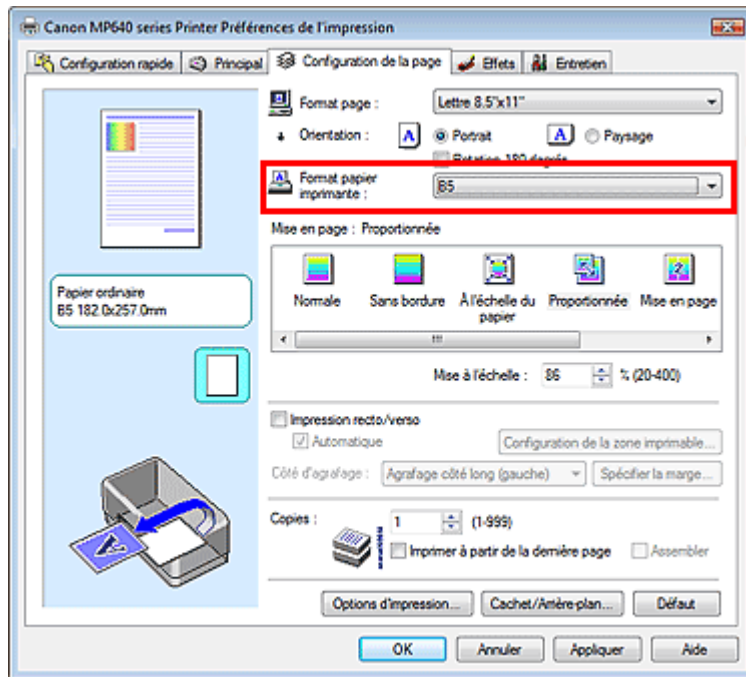 Canon MP640 series Printer Préférences de l'impression
Configuration rapide Principal Configuration de la page Effets Entretien
Format page : Lettre 8.5"x11"
Orientation : A Portrait A Paysage
Rotation 180 degrés
Format papier imprimante : B5
Mise en page : Proportionnée
Normale Sans bordure À l'échelle du papier Proportionnée Mise en page
Papier ordinaire
B5 182.0x257.0mm
Mise à l'échelle : 86 % (20-400)
Impression recto/verso
Automatique Configuration de la zone imprimable...
Côté d'agrafage : Agrafage côté long (gauche) Spécifier la marge...
Copies : 1 (1-999)
Imprimer à partir de la dernière page Assembler
Options d'impression... Cachet/Arrière-plan... Défaut
OK Annuler Appliquer Aide